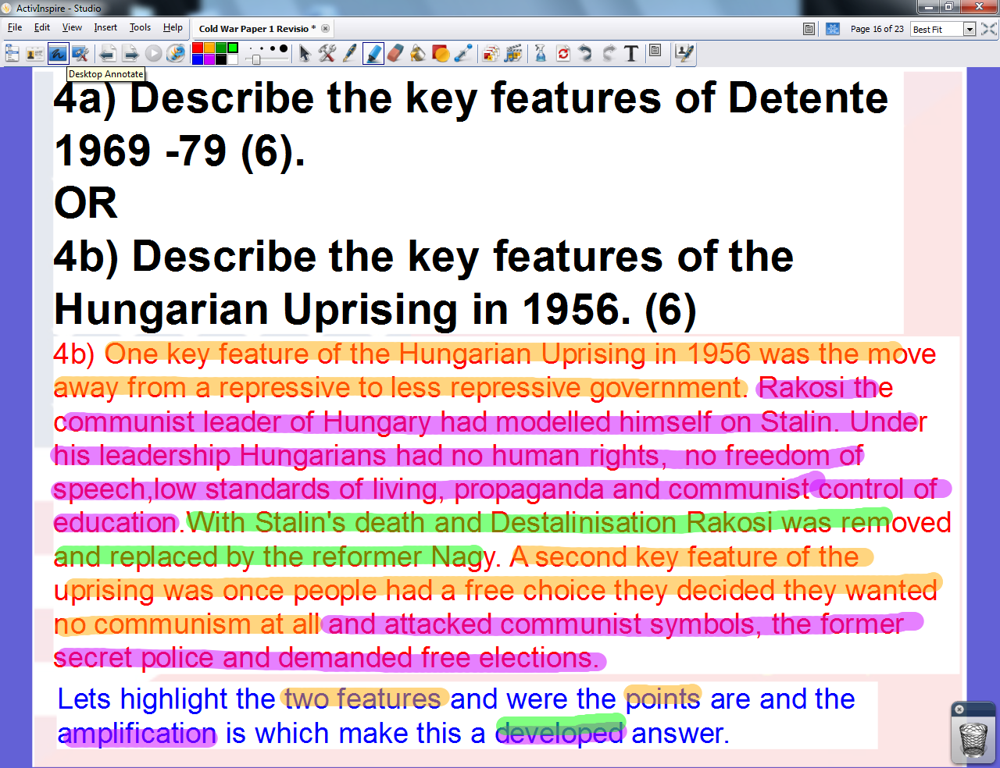 ActivInspire - Studio
File Edit View Insert Tools Help
Cold War Paper 1 Revisio *
Page 16 of 23
Best Fit
T
Desktop Annotate
4a) Describe the key features of Detente
1969 -79 (6).
OR
4b) Describe the key features of the
Hungarian Uprising in 1956. (6)
4b) One key feature of the Hungarian Uprising in 1956 was the move
away from a repressive to less repressive government. Rakosi the
communist leader of Hungary had modelled himself on Stalin. Under
his leadership Hungarians had no human rights,  no freedom of
speech,low standards of living, propaganda and communist control of
education.With Stalin's death and Destalinisation Rakosi was removed
and replaced by the reformer Nagy. A second key feature of the
uprising was once people had a free choice they decided they wanted
no communism at all and attacked communist symbols, the former
secret police and demanded free elections.
Lets highlight the two features and were the points are and the
amplification is which make this a developed answer.